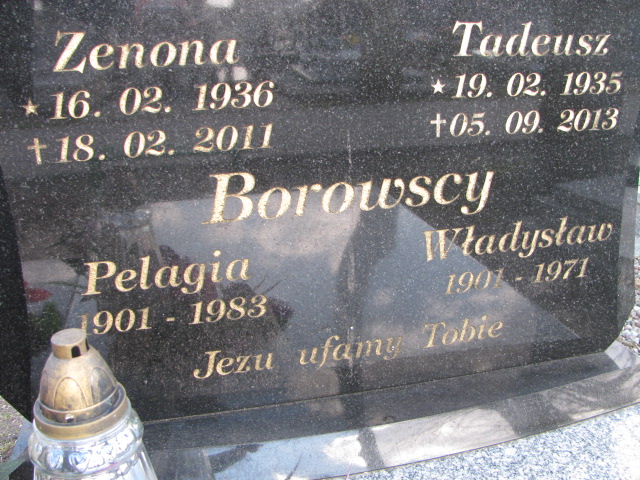 Zenona
★ 16. 02. 1936
† 18. 02. 2011
Tadeusz
★ 19. 02. 1935
† 05. 09. 2013
Borowscy
Pelagia
1901 - 1983
Władysław
1901 - 1971
Jezu ufamy Tobie